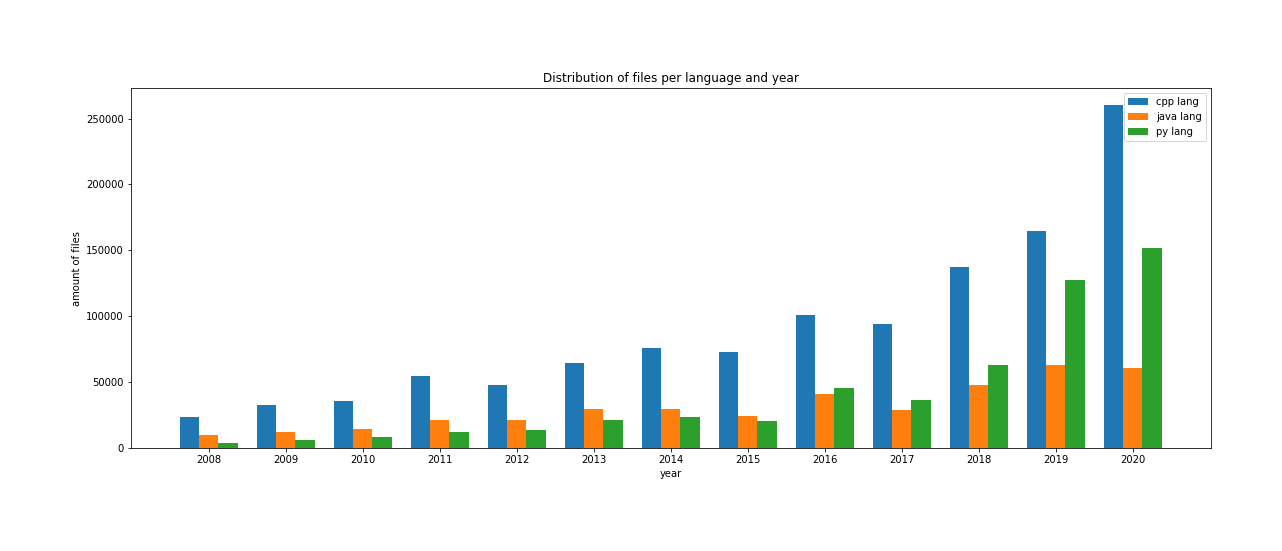 Distribution of files per language and year
cpp lang
java lang
py lang
250000
200000
150000
100000
50000
0
amount of files
2008 2009 2010 2011 2012 2013 2014 2015 2016 2017 2018 2019 2020
year